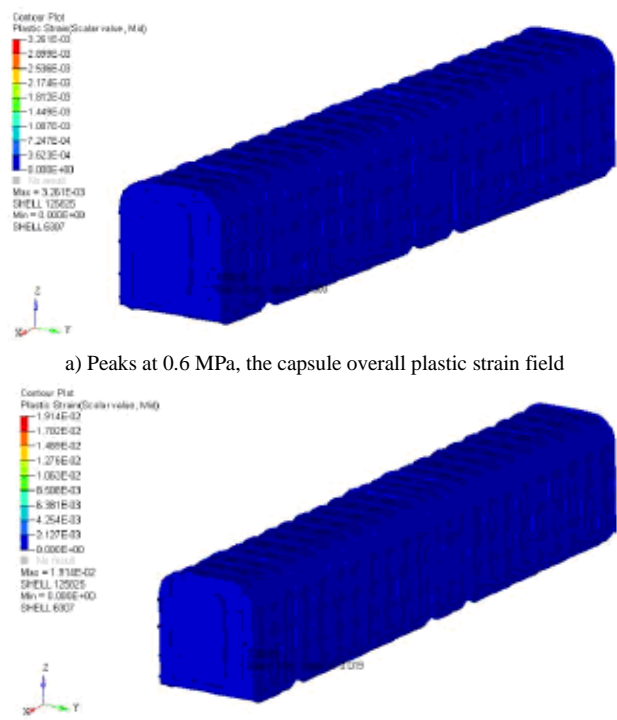 Contour Plot
Plastic Strain(Scalar value, Mid)
3.261E-03
2.899E-03
2.536E-03
2.174E-03
1.812E-03
1.449E-03
1.087E-03
7.247E-04
3.623E-04
0.000E+00
No result
Max = 3.261E-03
SHELL 125825
Min = 0.000E+00
SHELL 6307
Z
X
Y
a) Peaks at 0.6 MPa, the capsule overall plastic strain field
Contour Plot
Plastic Strain(Scalar value, Mid)
1.914E-02
1.702E-02
1.489E-02
1.276E-02
1.063E-02
8.508E-03
6.381E-03
4.254E-03
2.127E-03
0.000E+00
No result
Max = 1.914E-02
SHELL 125825
Min = 0.000E+00
SHELL 6307
0.019
Z
X
Y